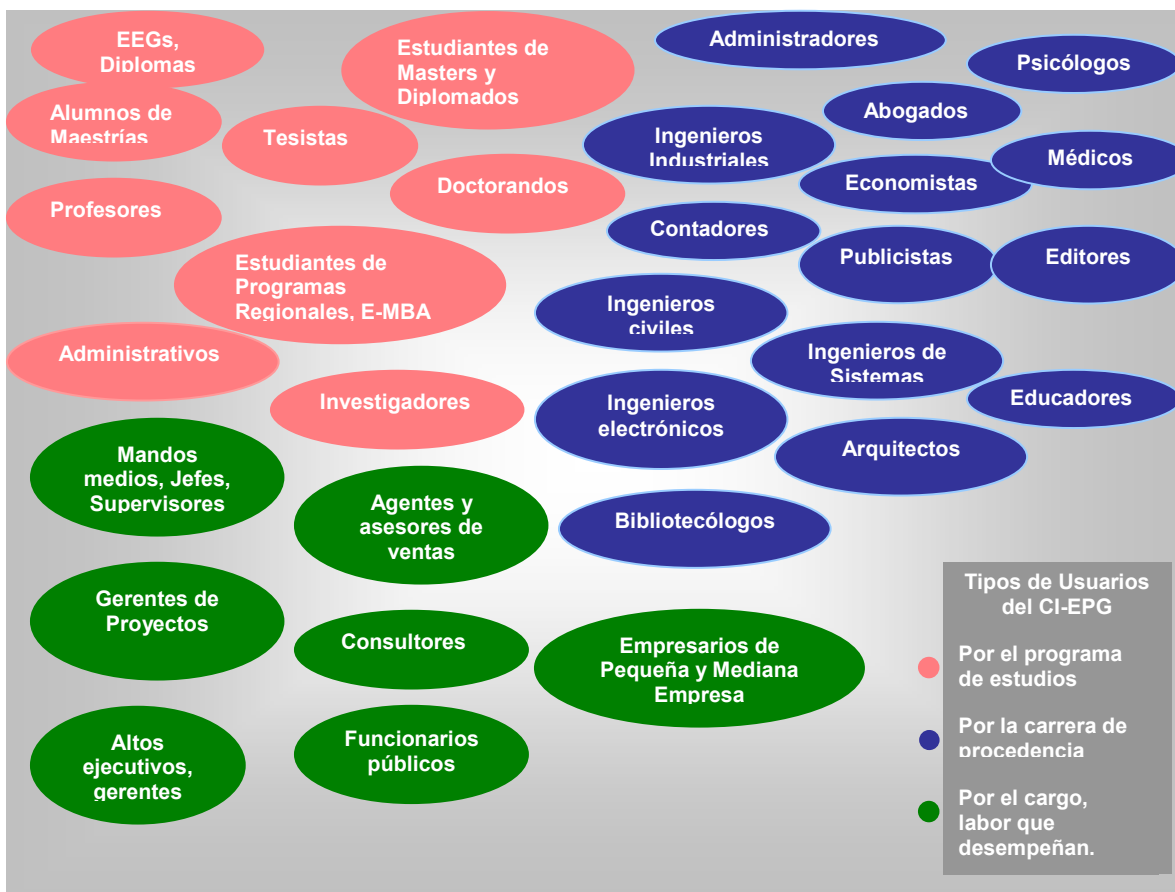 EEGs,
Diplomas
Estudiantes de
Masters y
Diplomados
Administradores
Psicólogos
Alumnos de
Maestrías
Tesistas
Abogados
Ingenieros
Industriales
Médicos
Doctorandos
Economistas
Profesores
Contadores
Publicistas
Editores
Estudiantes de
Programas
Regionales, E-MBA
Ingenieros
civiles
Administrativos
Ingenieros de
Sistemas
Investigadores
Ingenieros
electrónicos
Educadores
Arquitectos
Mandos
medios, Jefes,
Supervisores
Agentes y
asesores de
ventas
Bibliotecólogos
Gerentes de
Proyectos
Consultores
Empresarios de
Pequeña y Mediana
Empresa
Altos
ejecutivos,
gerentes
Funcionarios
públicos
Tipos de Usuarios
del CI-EPG
Por el programa
de estudios
Por la carrera de
procedencia
Por el cargo,
labor que
desempeñan.